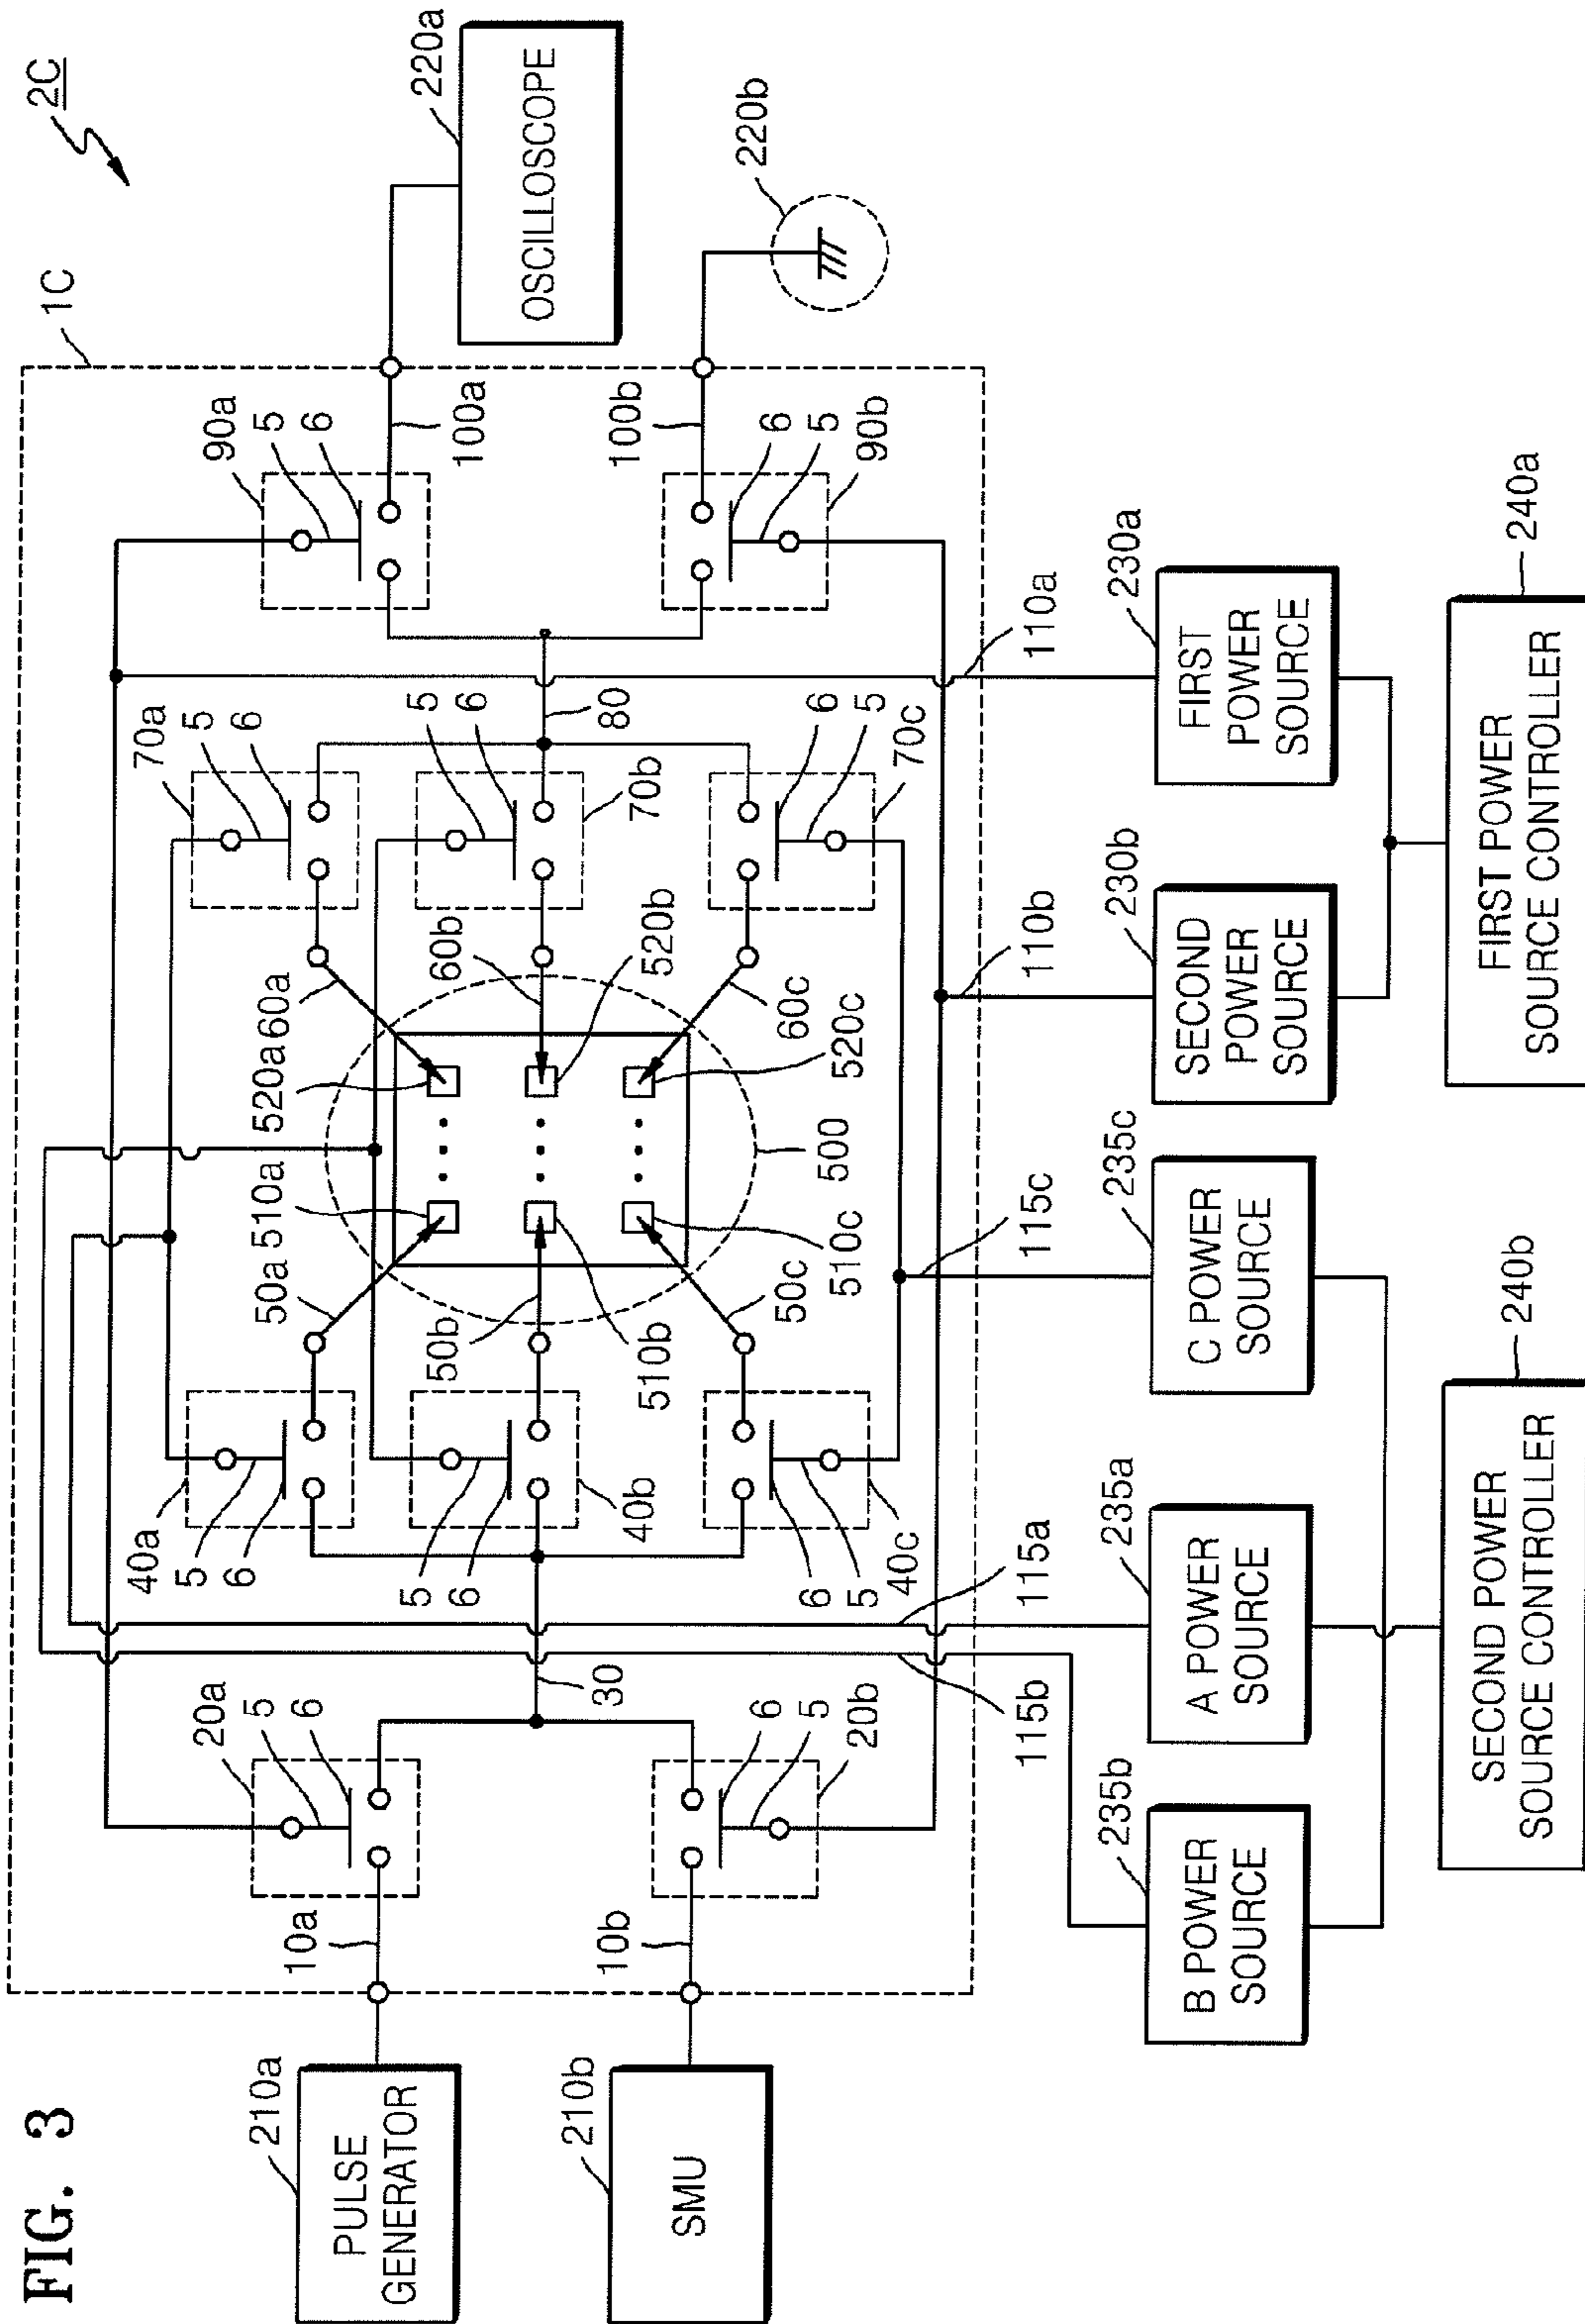 FIG. 3
2C
1C
210a
PULSE
GENERATOR
210b
SMU
10a
10b
20a
5
6
6
5
20b
30
40a
5
6
5
6
40b
6
5
40c
50a
510a
520a
60a
50b
510b
60b
520b
50c
510c
500
520c
60c
70a
5
6
5
6
70b
6
5
70c
80
90a
5
6
100a
100b
6
5
90b
220a
OSCILLOSCOPE
220b
115b
115a
115c
110b
110a
235b
B POWER
SOURCE
235a
A POWER
SOURCE
235c
C POWER
SOURCE
230b
SECOND
POWER
SOURCE
230a
FIRST
POWER
SOURCE
240b
SECOND POWER
SOURCE CONTROLLER
240a
FIRST POWER
SOURCE CONTROLLER